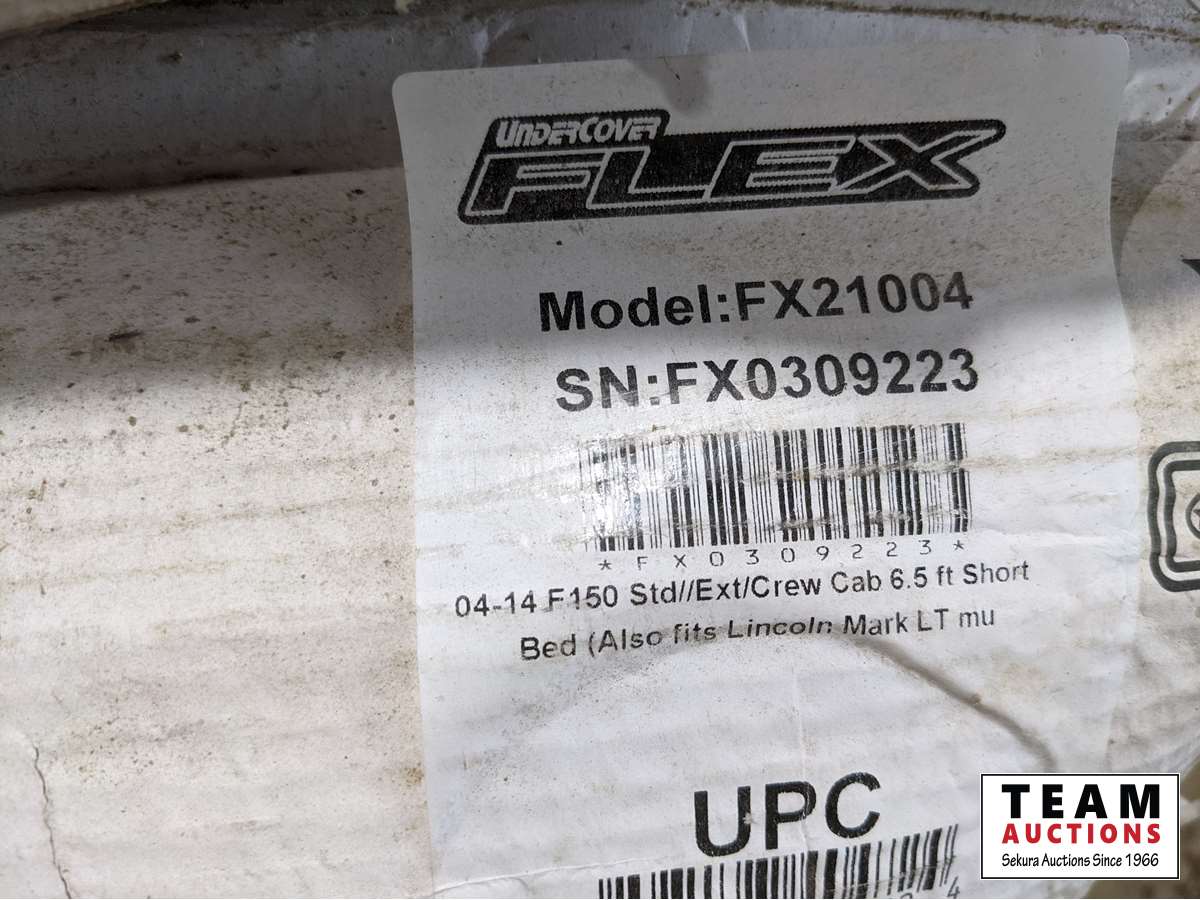 UNDERCOVER
FLEX
Model:FX21004
SN:FX0309223
*FX0309223*
04-14 F150 Std//Ext/Crew Cab 6.5 ft Short
Bed (Also fits Lincoln Mark LT mu
UPC
TEAM
AUCTIONS
Sekura Auctions Since 1966